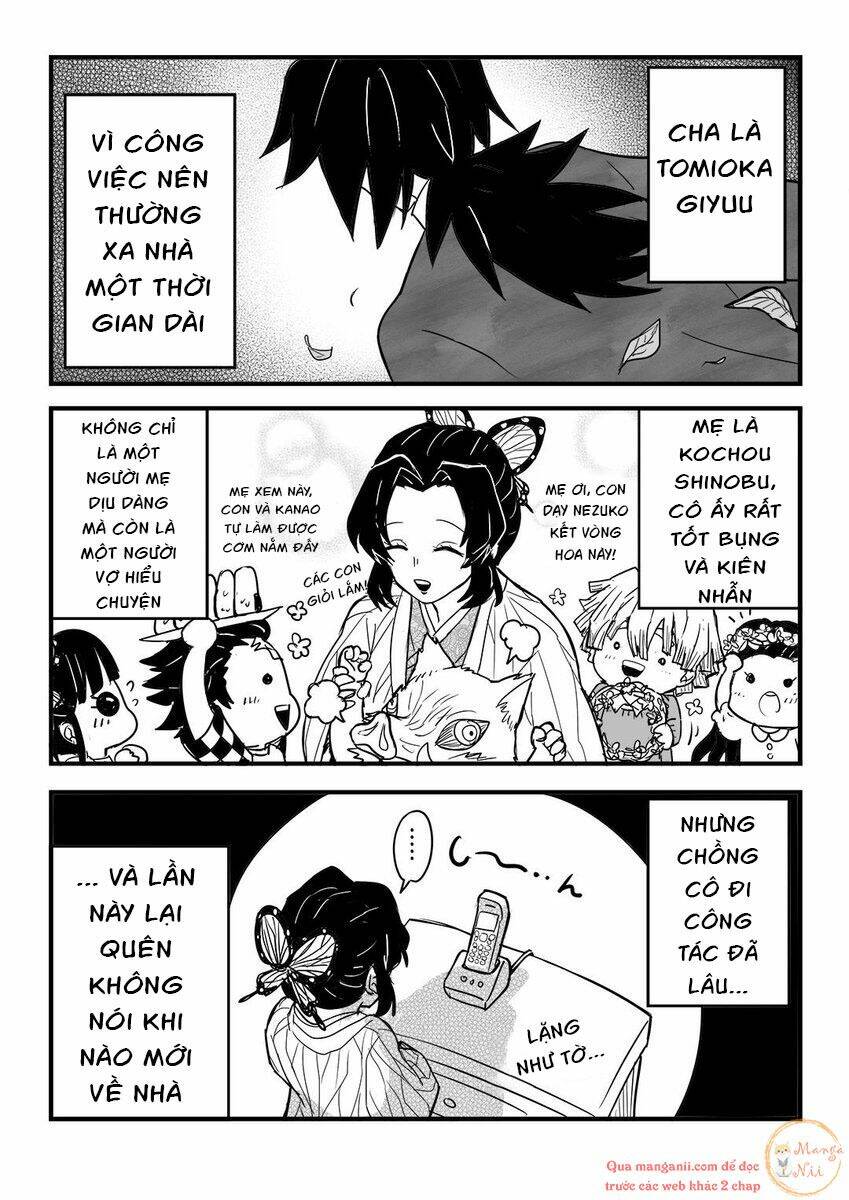 CHA LÀ
TOMIOKA
GIYUU
VÌ CÔNG
VIỆC NÊN
THƯỜNG
XA NHÀ
MỘT THỜI
GIAN DÀI
MẸ LÀ
KOCHOU
SHINOBU,
CÔ ẤY RẤT
TỐT BỤNG
VÀ KIÊN
NHẪN
MẸ ƠI, CON
DẠY NEZUKO
KẾT VÒNG
HOA NÀY!
MẸ XEM NÀY,
CON VÀ KANAO
TỰ LÀM ĐƯỢC
CƠM NẮM ĐẤY
CÁC CON
GIỎI LẮM!
KHÔNG CHỈ
LÀ MỘT
NGƯỜI MẸ
DỊU DÀNG
MÀ CÒN LÀ
MỘT NGƯỜI
VỢ HIỂU
CHUYỆN
NHƯNG
CHỒNG
CÔ ĐI
CÔNG
TÁC ĐÃ
LÂU...
...
LẶNG
NHƯ TỜ...
... VÀ LẦN
NÀY LẠI
QUÊN
KHÔNG
NÓI KHI
NÀO MỚI
VỀ NHÀ
Qua manganii.com để đọc
trước các web khác 2 chap
Manga
Nii